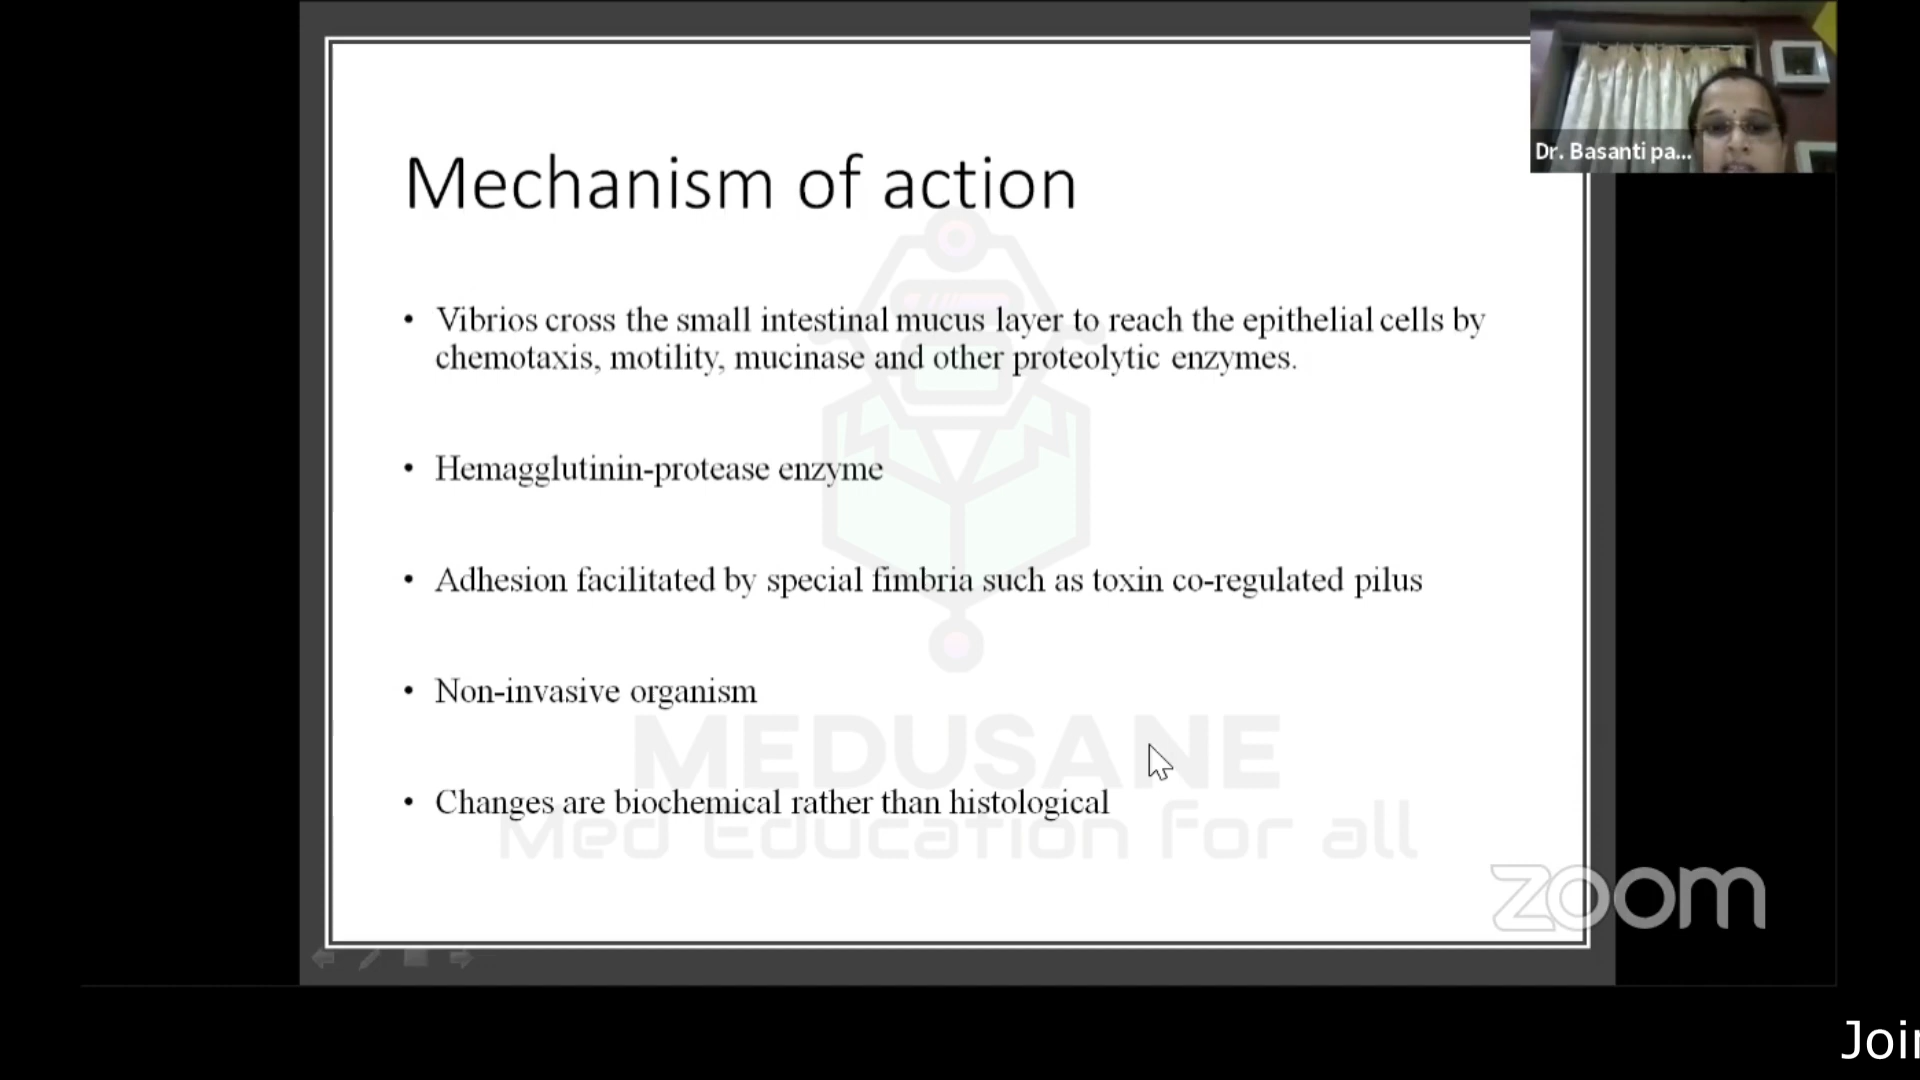 Dr. Basanti pa...
Mechanism of action
• Vibrios cross the small intestinal mucus layer to reach the epithelial cells by
chemotaxis, motility, mucinase and other proteolytic enzymes.
• Hemagglutinin-protease enzyme
• Adhesion facilitated by special fimbria such as toxin co-regulated pilus
• Non-invasive organism
MEDUSANE
• Changes are biochemical rather than histological
Med Education for all
zoom
Join